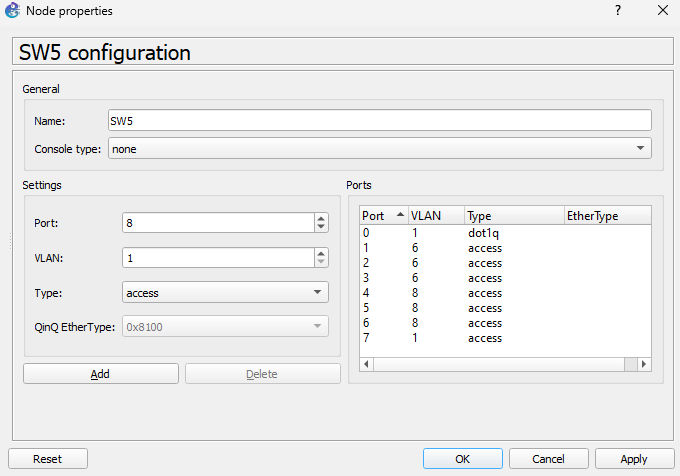 Node properties
SW5 configuration
General
Name: SW5
Console type: none
Settings
Port: 8
VLAN: 1
Type: access
QinQ EtherType: 0x8100
Add Delete
Ports
Port VLAN Type EtherType
0 1 dot1q
1 6 access
2 6 access
3 6 access
4 8 access
5 8 access
6 8 access
7 1 access
Reset OK Cancel Apply